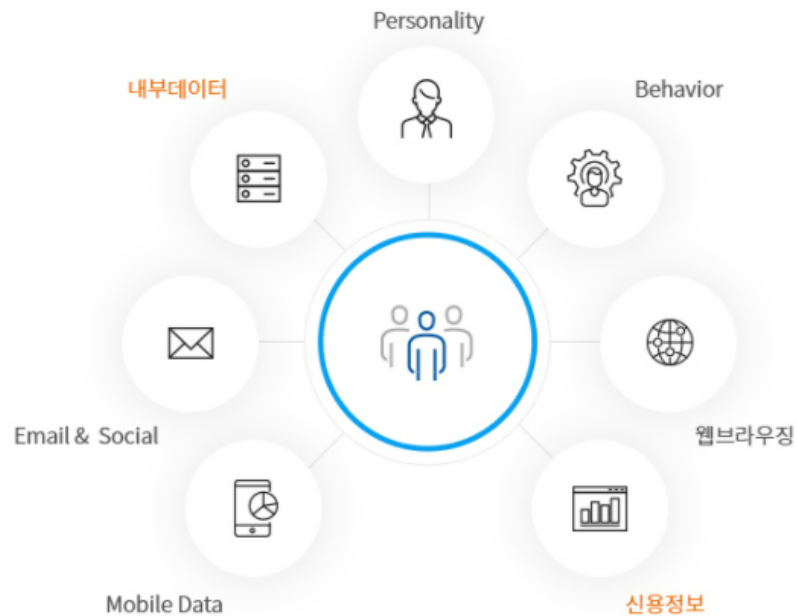 Personality
내부데이터
Behavior
Email & Social
웹브라우징
Mobile Data
신용정보